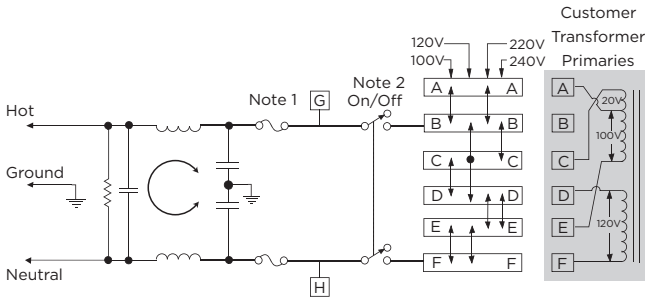 Customer
Transformer
Primaries
120V
100V
220V
240V
Note 1
G
Note 2
On/Off
Hot
Ground
Neutral
H
A A
B B
C C
D D
E E
F F
A
B
C
D
E
F
20V
100V
120V